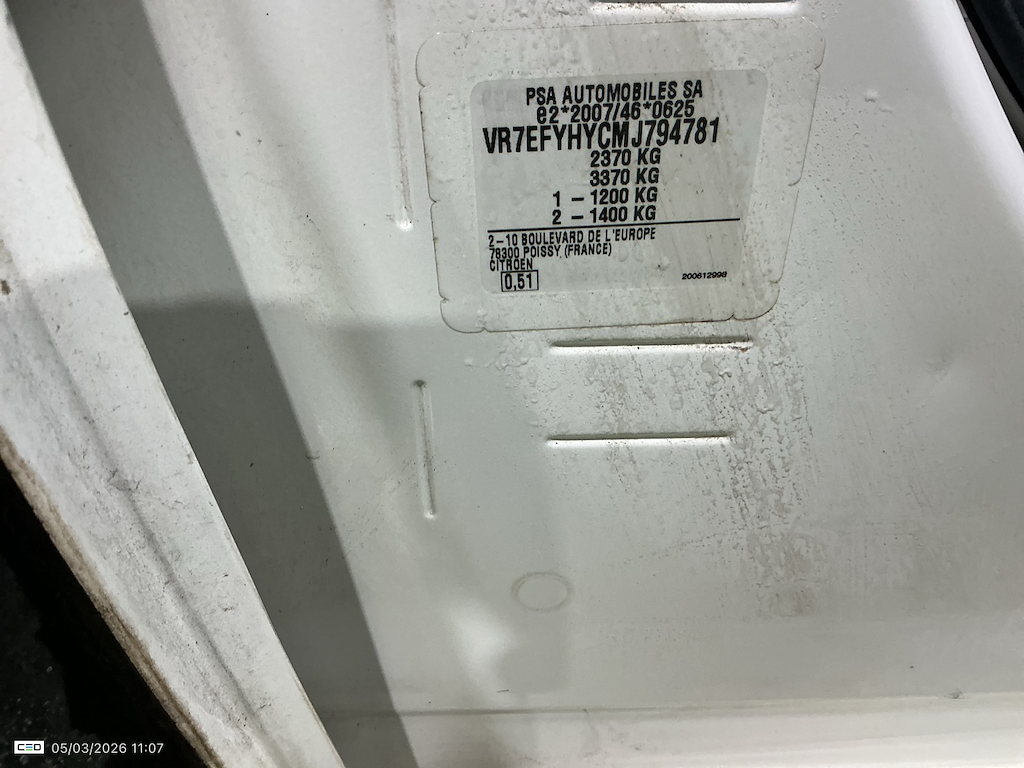 PSA AUTOMOBILES SA
e2*2007/46*0625
VR7EFYHYCMJ794781
2370 KG
3370 KG
1 – 1200 KG
2 – 1400 KG
2–10 BOULEVARD DE L'EUROPE
78300 POISSY (FRANCE)
CITROEN
0,51
200612998
CEO 05/03/2026 11:07